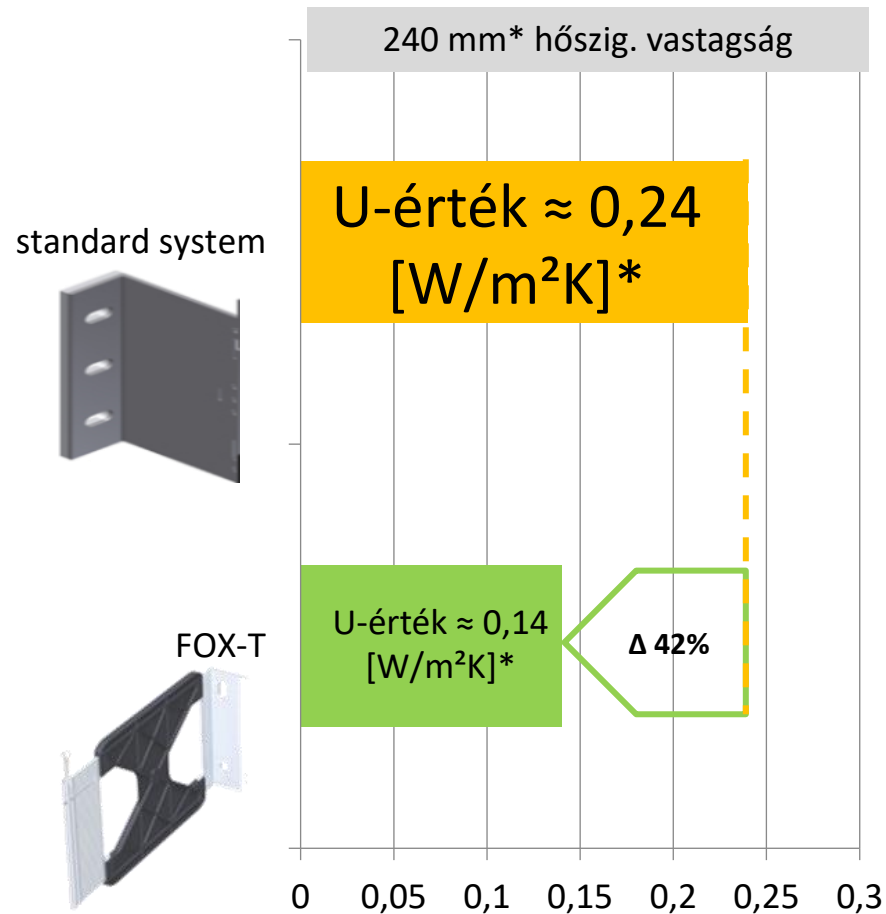 240 mm* hőszig. vastagság
U-érték ≈ 0,24
[W/m²K]*
standard system
U-érték ≈ 0,14
[W/m²K]*
Δ 42%
FOX-T
0 0,05 0,1 0,15 0,2 0,25 0,3